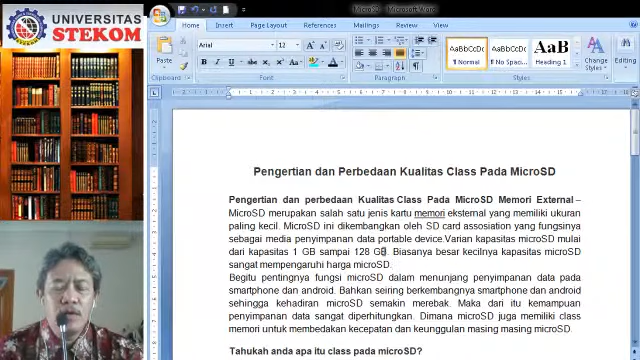 UNIVERSITAS
STEKOM
MicroSD - Microsoft Word
Home Insert Page Layout References Mailings Review View
Paste
Clipboard
Arial 12
Font
Paragraph
AaBbCcDc AaBbCcDc AaBb
¶ Normal ¶ No Spaci... Heading 1
Change
Styles
Editing
Styles
Pengertian dan Perbedaan Kualitas Class Pada MicroSD
Pengertian dan perbedaan Kualitas Class Pada MicroSD Memori External –
MicroSD merupakan salah satu jenis kartu memori eksternal yang memiliki ukuran
paling kecil. MicroSD ini dikembangkan oleh SD card assosiation yang fungsinya
sebagai media penyimpanan data portable device.Varian kapasitas microSD mulai
dari kapasitas 1 GB sampai 128 GB. Biasanya besar kecilnya kapasitas microSD
sangat mempengaruhi harga microSD.
Begitu pentingnya fungsi microSD dalam menunjang penyimpanan data pada
smartphone dan android. Bahkan seiring berkembangnya smartphone dan android
sehingga kehadiran microSD semakin merebak. Maka dari itu kemampuan
penyimpanan data sangat diperhitungkan. Dimana microSD juga memiliki class
memori untuk membedakan kecepatan dan keunggulan masing masing microSD.
Tahukah anda apa itu class pada microSD?